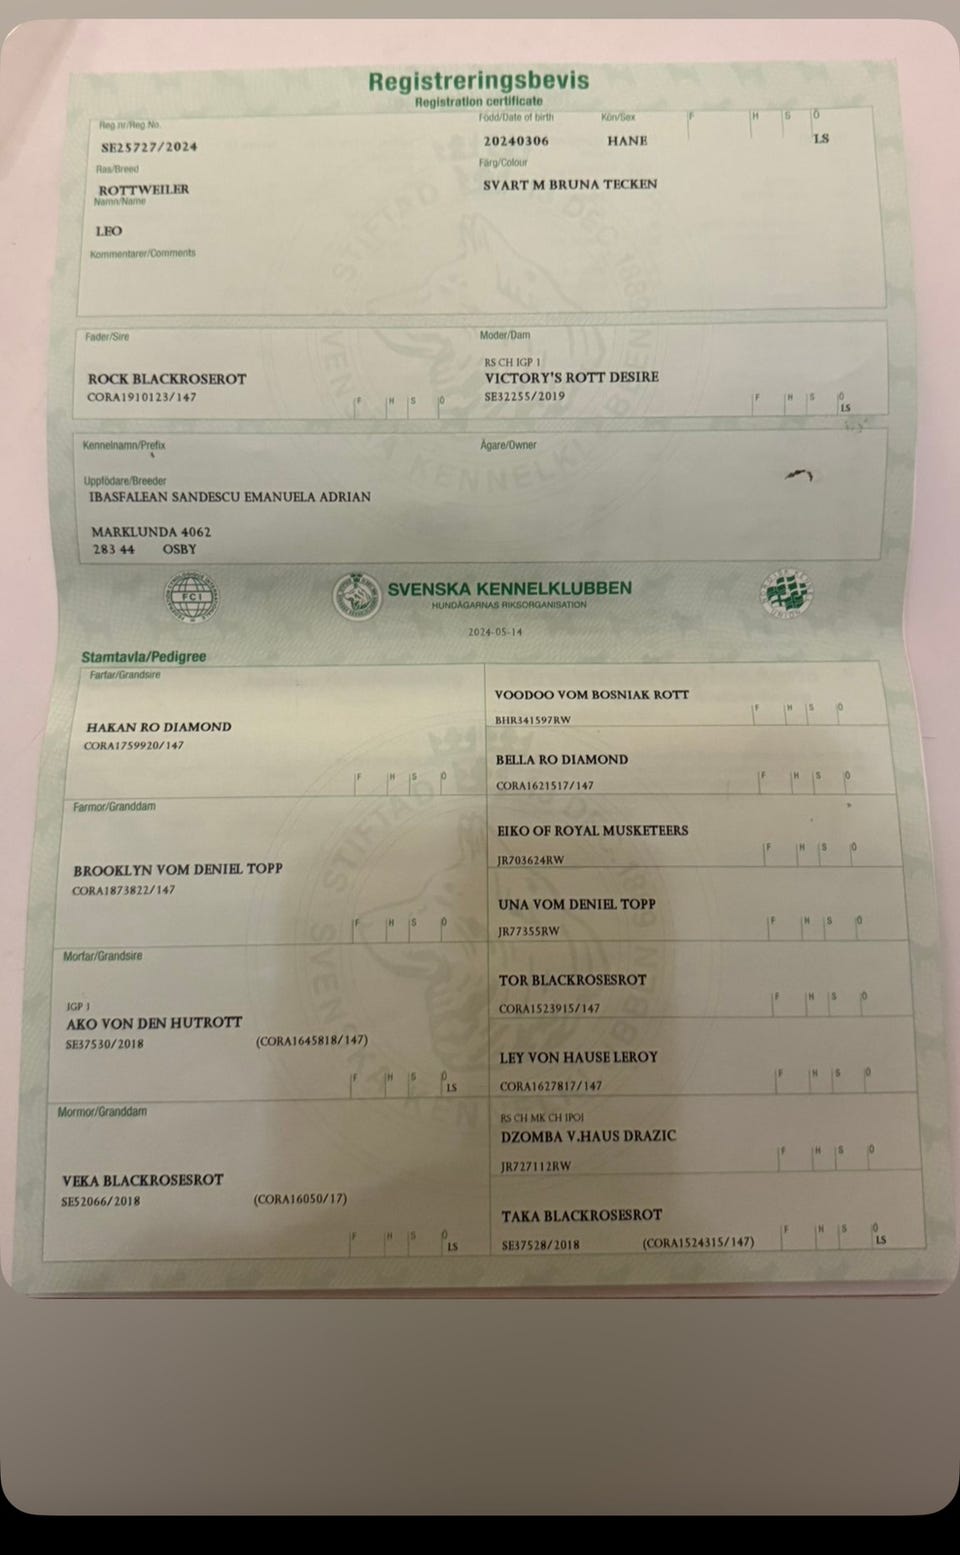 Registreringsbevis
Registration certificate
Reg.nr/Reg.No.
SE25727/2024
Född/Date of birth
20240306
Kön/Sex
HANE
F H S Ö
LS
Ras/Breed
ROTTWEILER
Färg/Colour
SVART M BRUNA TECKEN
Namn/Name
LEO
Kommentarer/Comments
Fader/Sire
ROCK BLACKROSEROT
CORA1910123/147
F H S Ö
Moder/Dam
RS CH IGP 1
VICTORY'S ROTT DESIRE
SE32255/2019
F H S Ö
LS
Kennelnamn/Prefix
Ägare/Owner
Uppfödare/Breeder
IBASFALEAN SANDESCU EMANUELA ADRIAN
MARKLUNDA 4062
283 44 OSBY
FCI
SVENSKA KENNELKLUBBEN
HUNDÄGARNAS RIKSORGANISATION
UNION
2024-05-14
Stamtavla/Pedigree
Farfar/Grandsire
HAKAN RO DIAMOND
CORA1759920/147
F H S Ö
VOODOO VOM BOSNIAK ROTT
BHR341597RW
F H S Ö
BELLA RO DIAMOND
CORA1621517/147
F H S Ö
Farmor/Granddam
BROOKLYN VOM DENIEL TOPP
CORA1873822/147
F H S Ö
EIKO OF ROYAL MUSKETEERS
JR703624RW
F H S Ö
UNA VOM DENIEL TOPP
JR77355RW
F H S Ö
Morfar/Grandsire
IGP 1
AKO VON DEN HUTROTT
SE37530/2018 (CORA1645818/147)
F H S Ö
LS
TOR BLACKROSESROT
CORA1523915/147
F H S Ö
LEY VON HAUSE LEROY
CORA1627817/147
F H S Ö
Mormor/Granddam
VEKA BLACKROSESROT
SE52066/2018 (CORA16050/17)
F H S Ö
LS
RS CH MK CH IPO1
DZOMBA V.HAUS DRAZIC
JR727112RW
F H S Ö
TAKA BLACKROSESROT
SE37528/2018 (CORA1524315/147)
F H S Ö
LS